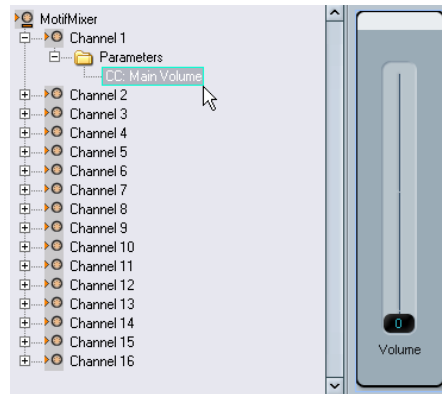 MotifMixer
Channel 1
Parameters
CC: Main Volume
Channel 2
Channel 3
Channel 4
Channel 5
Channel 6
Channel 7
Channel 8
Channel 9
Channel 10
Channel 11
Channel 12
Channel 13
Channel 14
Channel 15
Channel 16
0
Volume